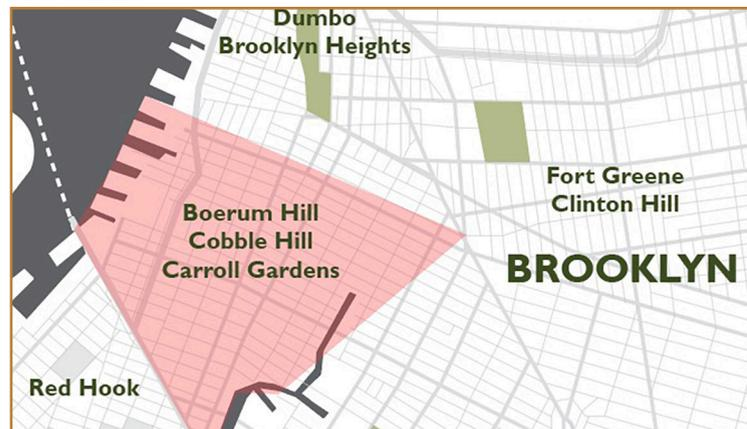 Dumbo
Brooklyn Heights
Fort Greene
Clinton Hill
Boerum Hill
Cobble Hill
Carroll Gardens
BROOKLYN
Red Hook